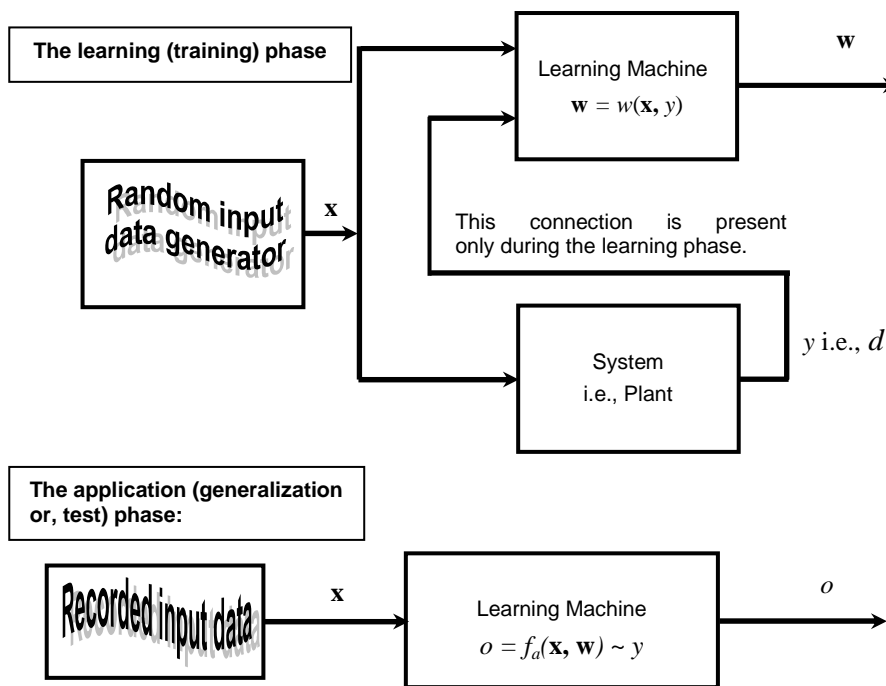 The learning (training) phase
w
Learning Machine
w = w(x, y)
Random input
data generator
x
This connection is present
only during the learning phase.
y i.e., d
System
i.e., Plant
The application (generalization
or, test) phase:
Recorded input data
x
Learning Machine
o = fa(x, w) ~ y
o